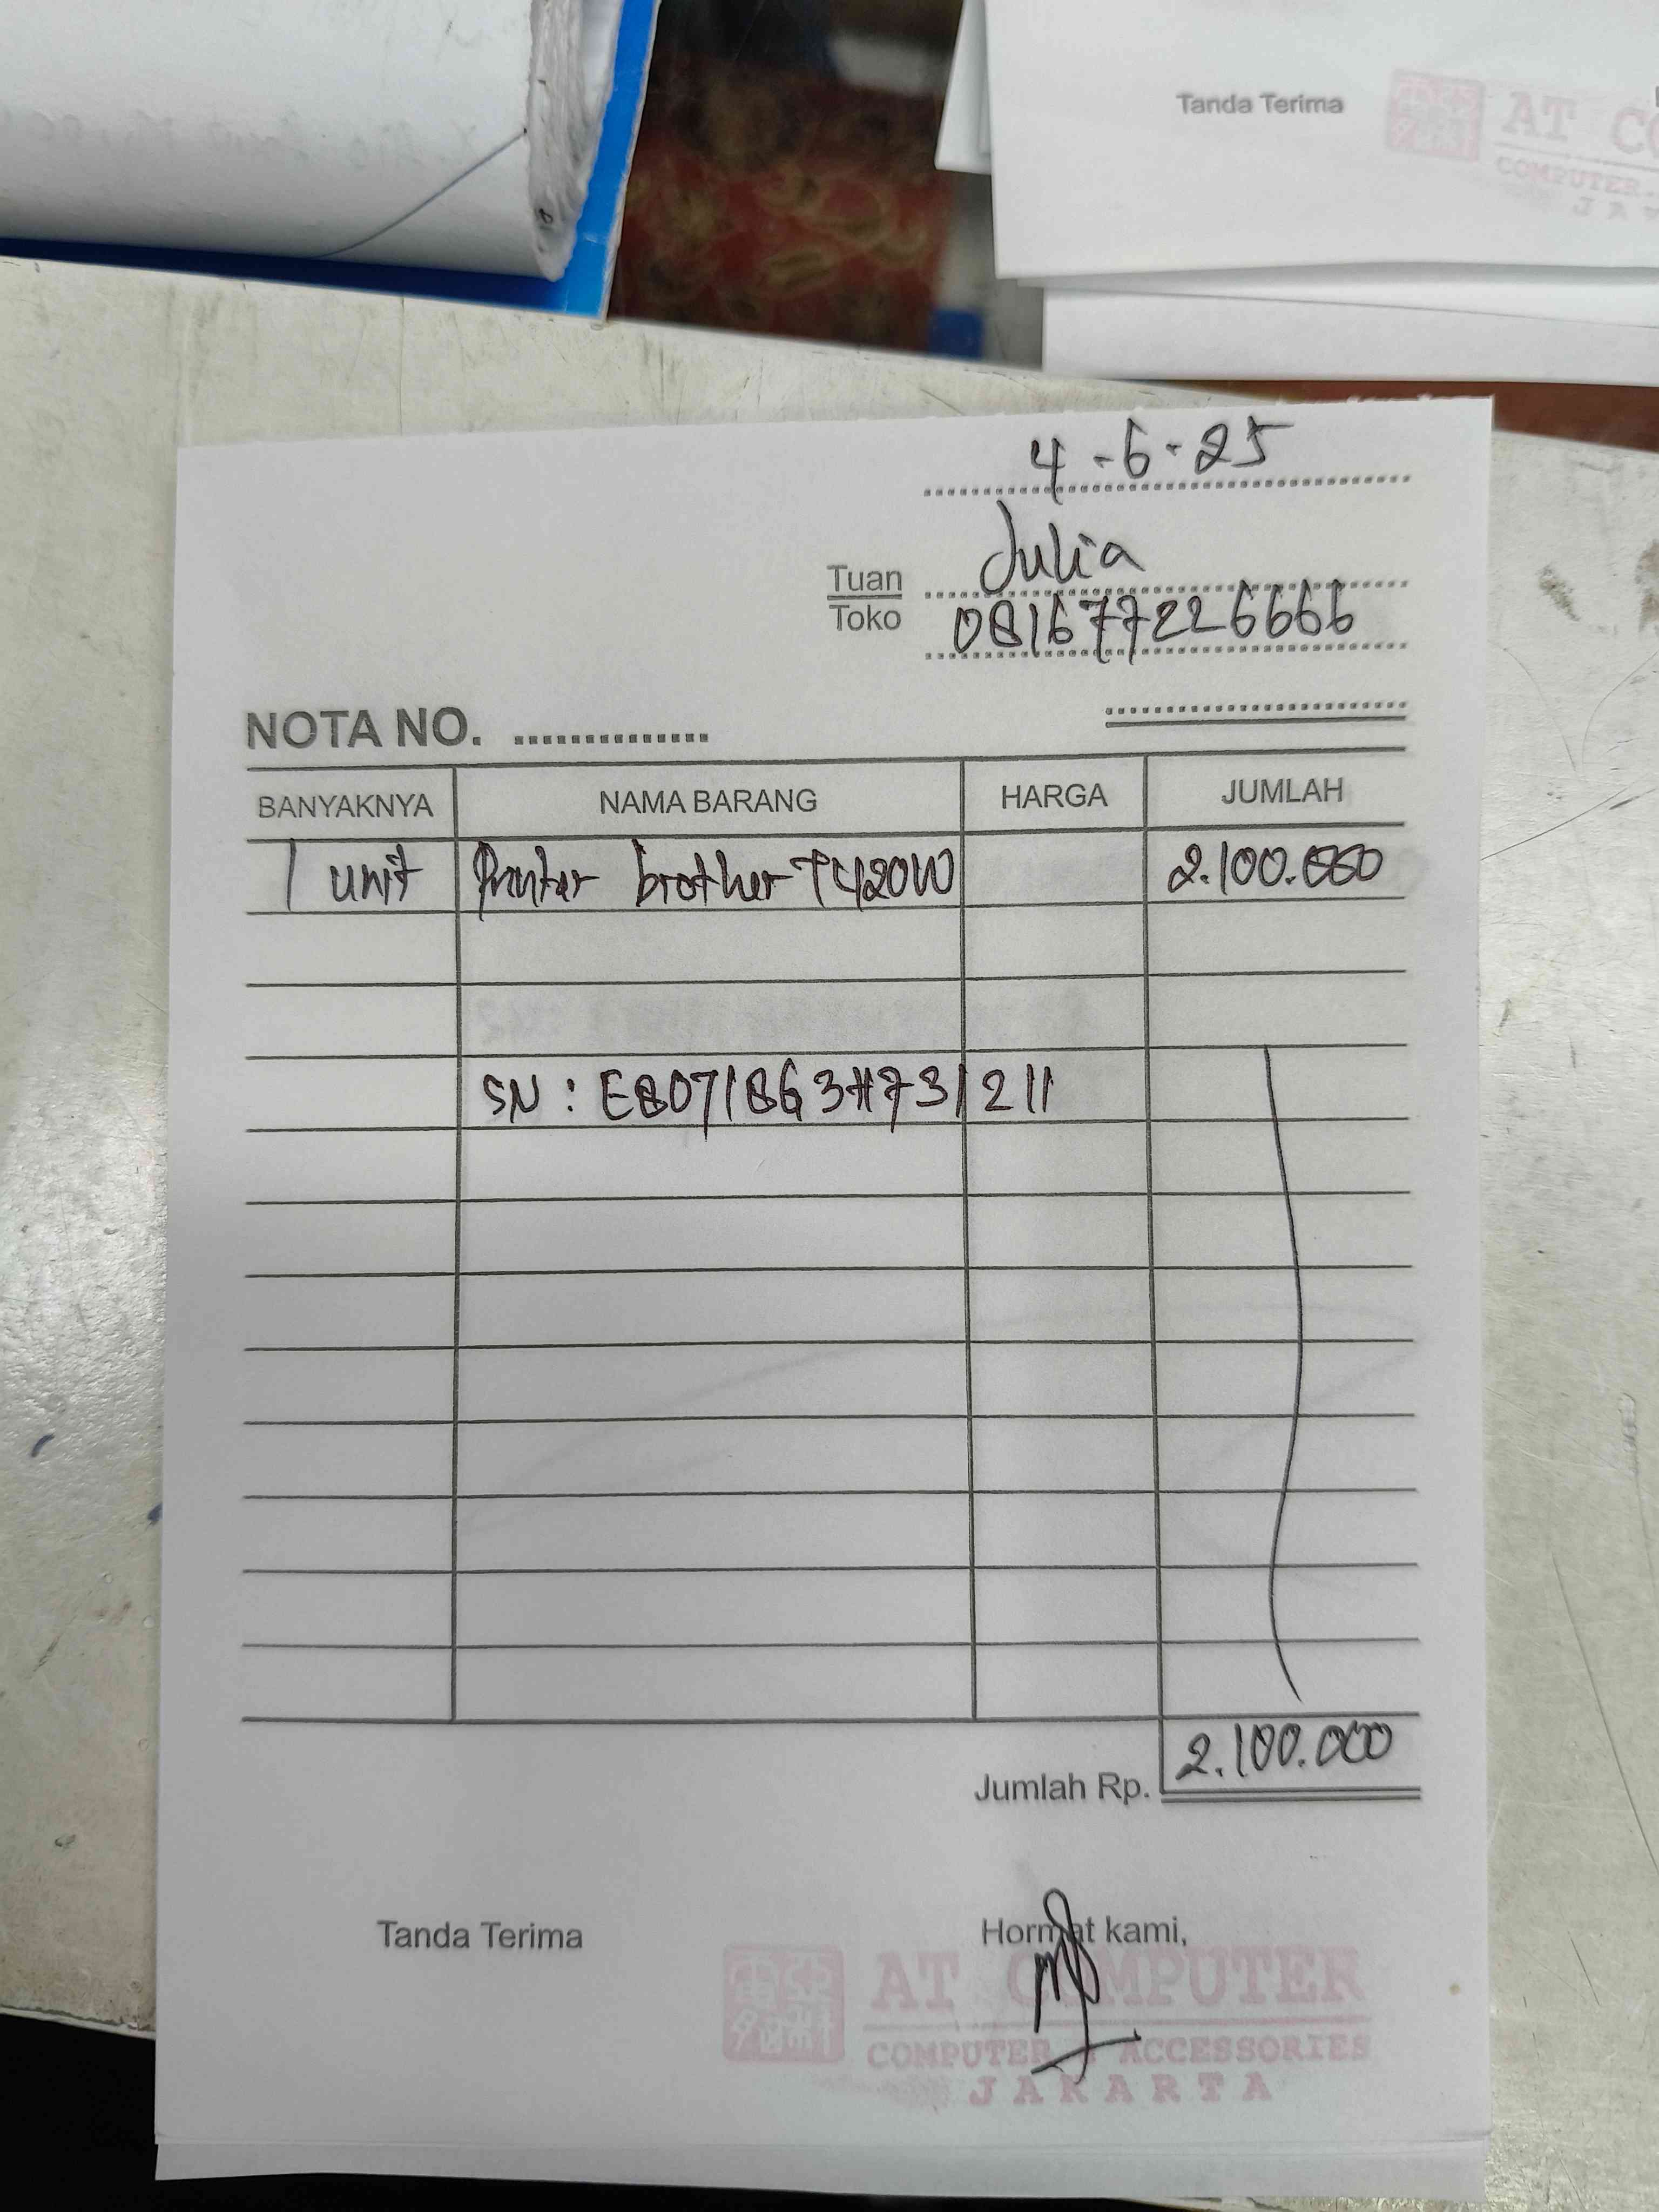 Tanda Terima
AT CO
COMPUTER
JA
4-6-25
Tuan Julia
Toko 081677226666
NOTA NO. ...............
BANYAKNYA NAMA BARANG HARGA JUMLAH
1 unit Printer brother T420W 2.100.000
SN : E80718G3H731211
Jumlah Rp. 2.100.000
Tanda Terima Hormat kami,
AT COMPUTER
COMPUTER & ACCESSORIES
JAKARTA